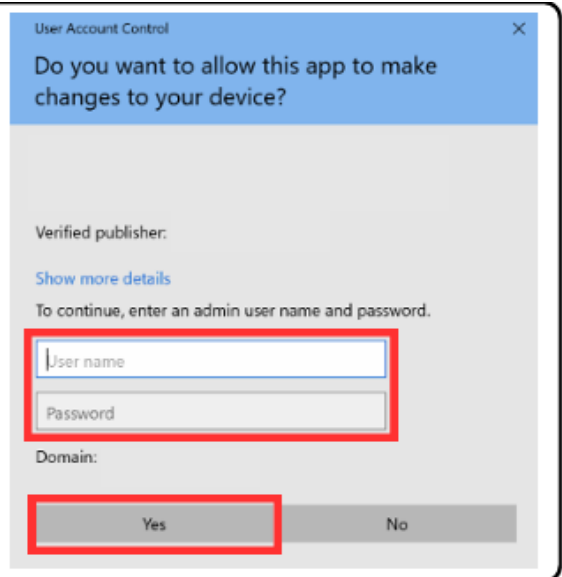 User Account Control
Do you want to allow this app to make
changes to your device?
Verified publisher:
Show more details
To continue, enter an admin user name and password.
User name
Password
Domain:
Yes
No